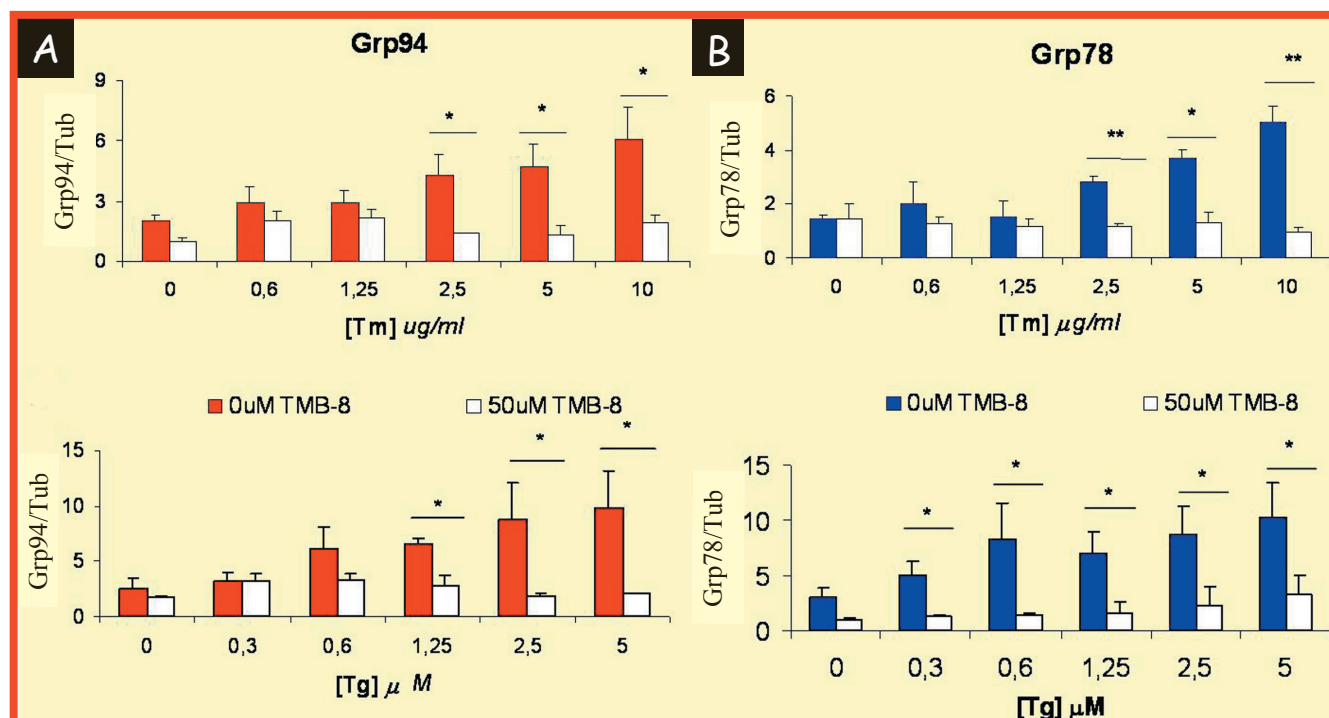 A
Grp94
Grp94/Tub
9
6
3
0
* * *
0 0,6 1,25 2,5 5 10
[Tm] ug/ml
0uM TMB-8 50uM TMB-8
Grp94/Tub
15
10
5
0
* * *
0 0,3 0,6 1,25 2,5 5
[Tg] μ M
B
Grp78
Grp78/Tub
6
4
2
0
** * **
0 0,6 1,25 2,5 5 10
[Tm] μg/ml
0uM TMB-8 50uM TMB-8
Grp78/Tub
15
10
5
0
* * * * *
0 0,3 0,6 1,25 2,5 5
[Tg] μM